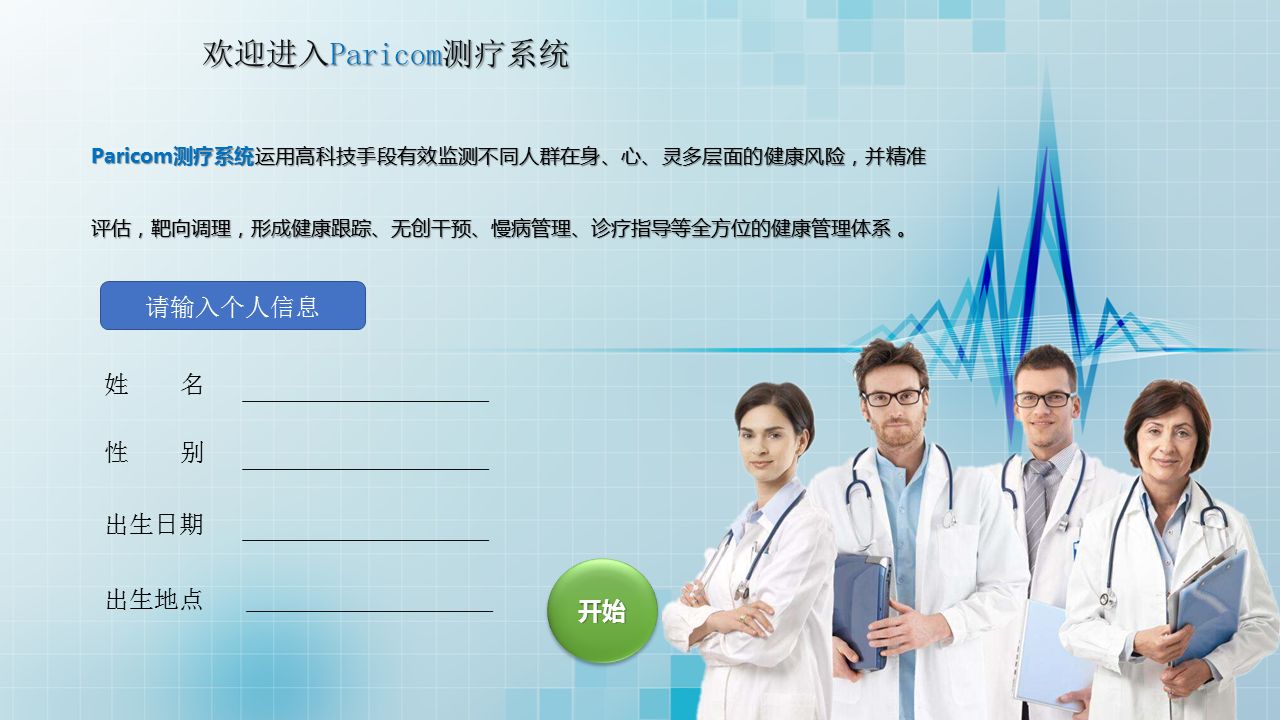 欢迎进入Paricom测疗系统
Paricom测疗系统运用高科技手段有效监测不同人群在身、心、灵多层面的健康风险，并精准
评估，靶向调理，形成健康跟踪、无创干预、慢病管理、诊疗指导等全方位的健康管理体系 。
请输入个人信息
姓 名
性 别
出生日期
出生地点
开始